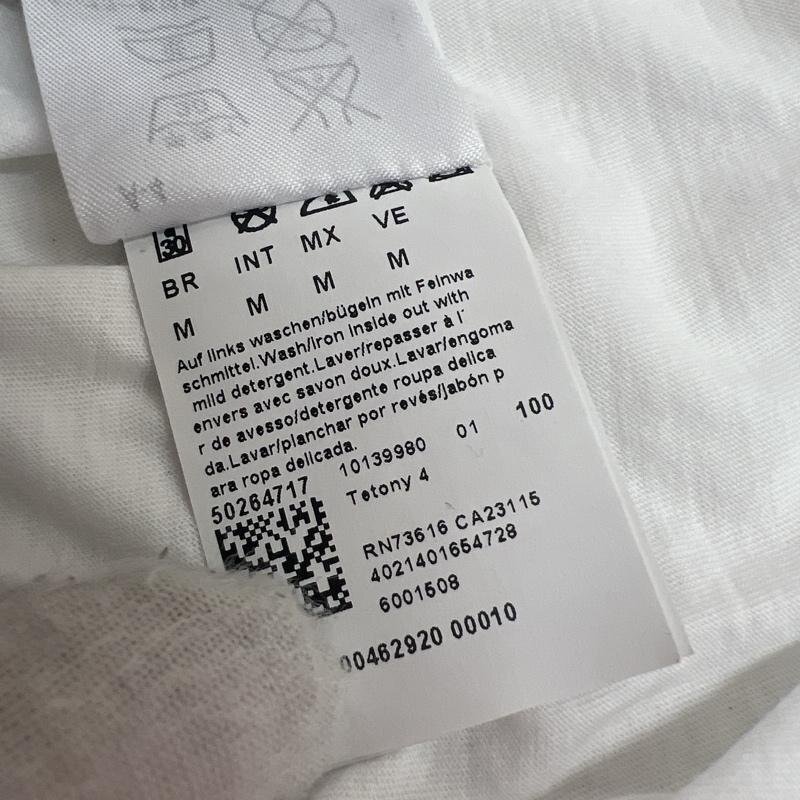 30
BR INT MX VE
M M M M
Auf links waschen/bügeln mit Feinwa
schmittel.Wash/iron inside out with
mild detergent.Laver/repasser à l'
envers avec savon doux.Lavar/engoma
r de avesso/detergente roupa delica
da.Lavar/planchar por revés/jabón p
ara ropa delicada.
50264717 10139980 01 100
Tetony 4
RN73616 CA23115
4021401654728
6001508
00462920 00010